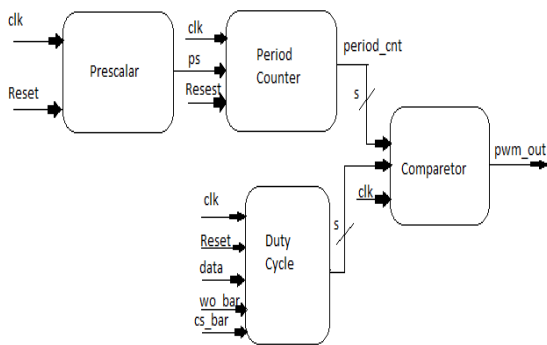 clk
Reset
Prescalar
ps
clk
Resest
Period
Counter
period_cnt
s
clk
Comparetor
pwm_out
clk
Reset
data
wo_bar
cs_bar
Duty
Cycle
s